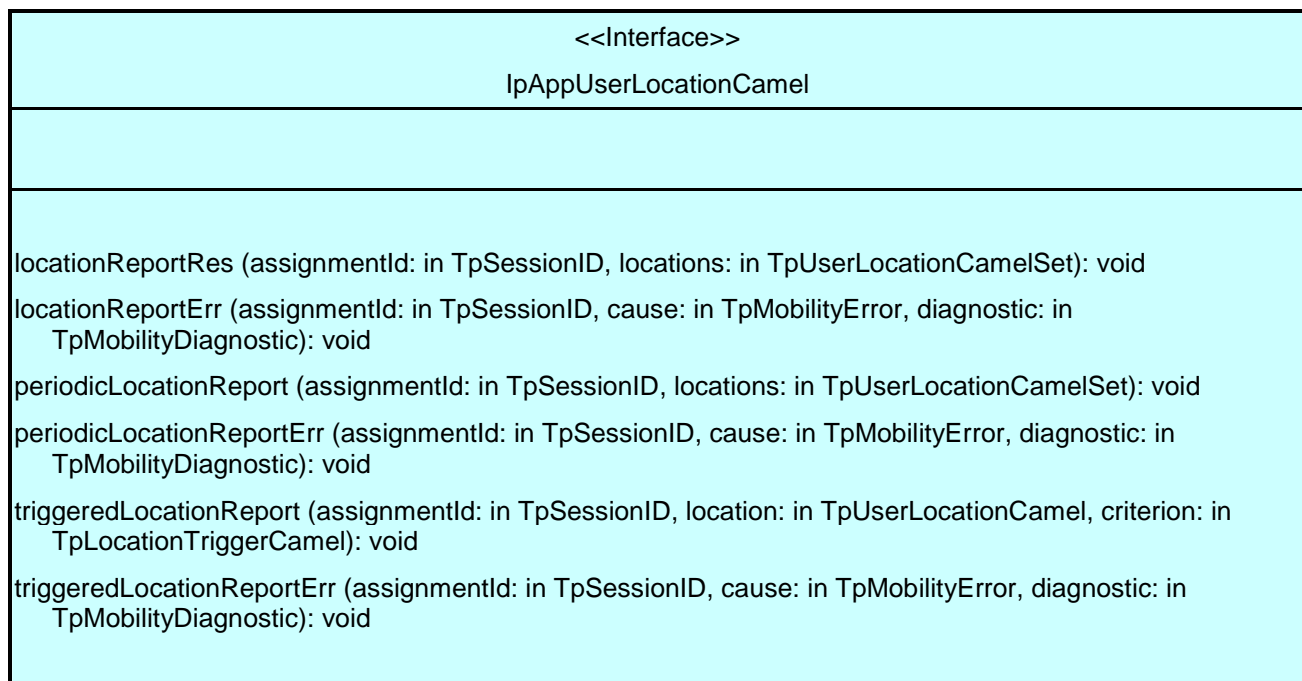 <<Interface>>
IpAppUserLocationCamel
locationReportRes (assignmentId: in TpSessionID, locations: in TpUserLocationCamelSet): void
locationReportErr (assignmentId: in TpSessionID, cause: in TpMobilityError, diagnostic: in
TpMobilityDiagnostic): void
periodicLocationReport (assignmentId: in TpSessionID, locations: in TpUserLocationCamelSet): void
periodicLocationReportErr (assignmentId: in TpSessionID, cause: in TpMobilityError, diagnostic: in
TpMobilityDiagnostic): void
triggeredLocationReport (assignmentId: in TpSessionID, location: in TpUserLocationCamel, criterion: in
TpLocationTriggerCamel): void
triggeredLocationReportErr (assignmentId: in TpSessionID, cause: in TpMobilityError, diagnostic: in
TpMobilityDiagnostic): void